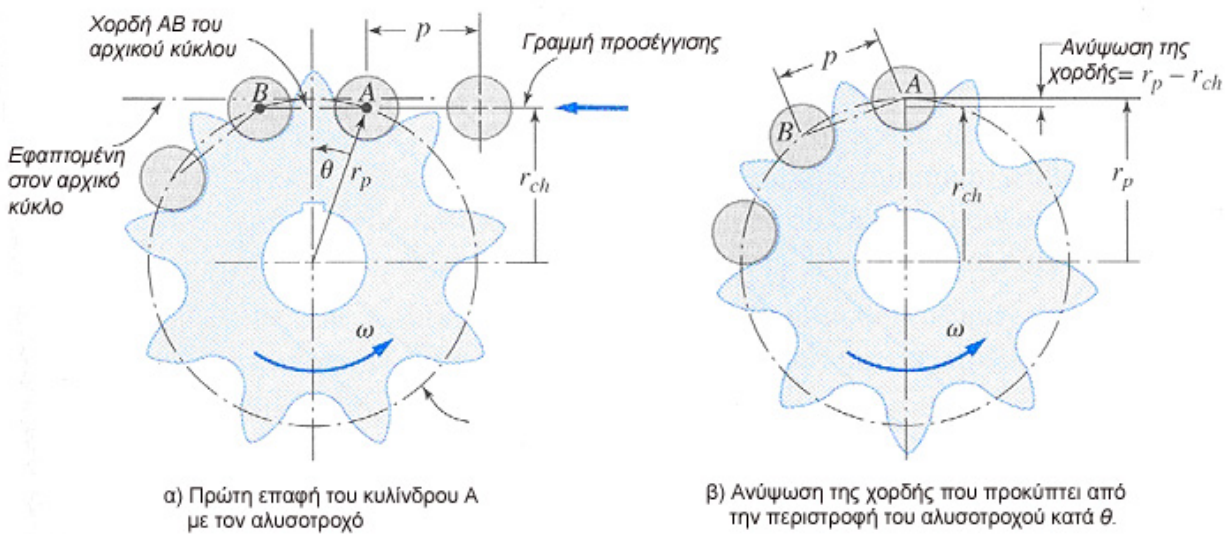 Χορδή ΑΒ του
αρχικού κύκλου
p
Γραμμή προσέγγισης
B
A
Εφαπτομένη
στον αρχικό
κύκλο
θ
r_p
r_ch
ω
α) Πρώτη επαφή του κυλίνδρου Α
με τον αλυσοτροχό
p
Ανύψωση της
χορδής = r_p − r_ch
A
B
r_ch
r_p
ω
β) Ανύψωση της χορδής που προκύπτει από
την περιστροφή του αλυσοτροχού κατά θ.